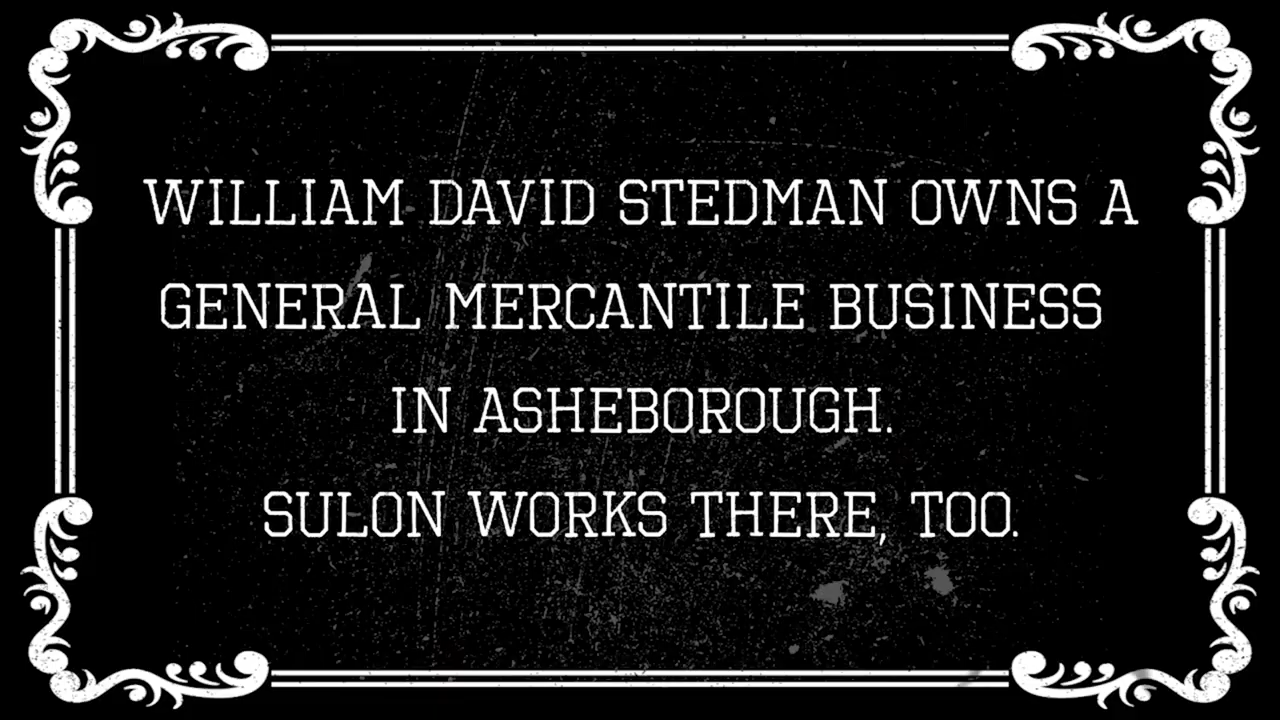 WILLIAM DAVID STEDMAN OWNS A
GENERAL MERCANTILE BUSINESS
IN ASHEBOROUGH.
SULON WORKS THERE, TOO.